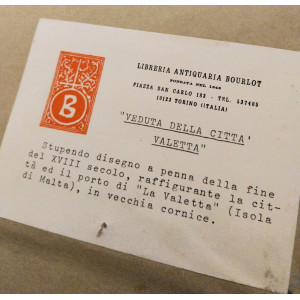 B
LIBRERIA ANTIQUARIA BOURLOT
FONDATA NEL 1848
PIAZZA SAN CARLO 183 - TEL. 537405
10123 TORINO (ITALIA)
"VEDUTA DELLA CITTA'
VALETTA"
Stupendo disegno a penna della fine
del XVIII secolo, raffigurante la cit-
tà ed il porto di "La Valetta" (Isola
di Malta), in vecchia cornice.